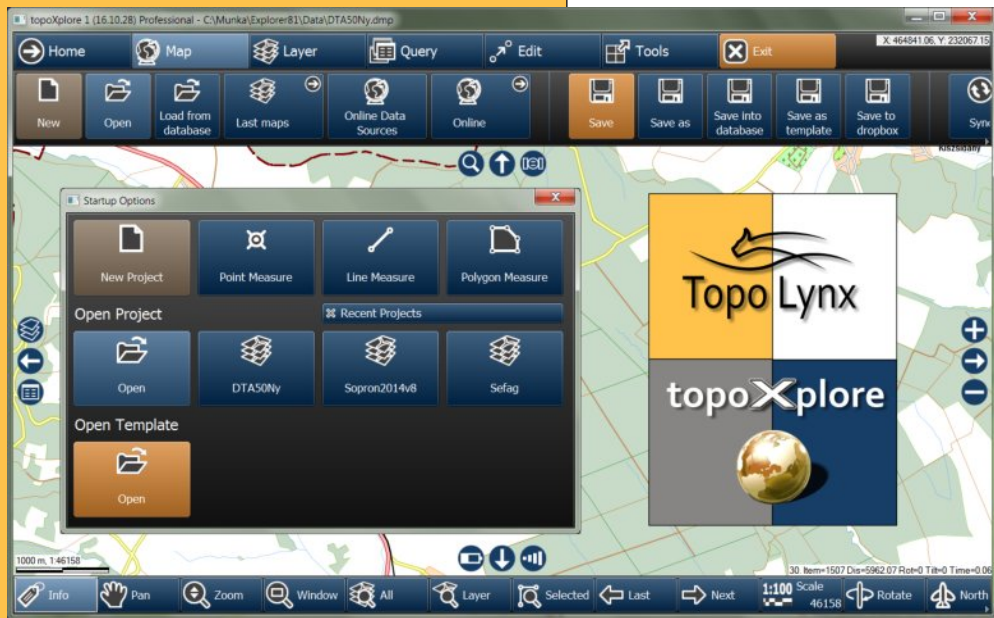 topoXplore 1 (16.10.28) Professional - C:\Munka\Explorer81\Data\DTA50Ny.dmp
Home Map Layer Query Edit Tools Exit
X: 464841.06, Y: 232067.15
New Open Load from database Last maps Online Data Sources Online Save Save as Save into database Save as template Save to dropbox
Kiszsidány
Startup Options
New Project Point Measure Line Measure Polygon Measure
Open Project
Recent Projects
Open DTA50Ny Sopron2014v8 Sefag
Open Template
Open
Topo Lynx
topoXplore
1000 m, 1:46158
30. Item=1507 Dis=5962.07 Rot=0 Tilt=0 Time=0.06
Info Pan Zoom Window All Layer Selected Last Next 1:100 Scale 46158 Rotate North